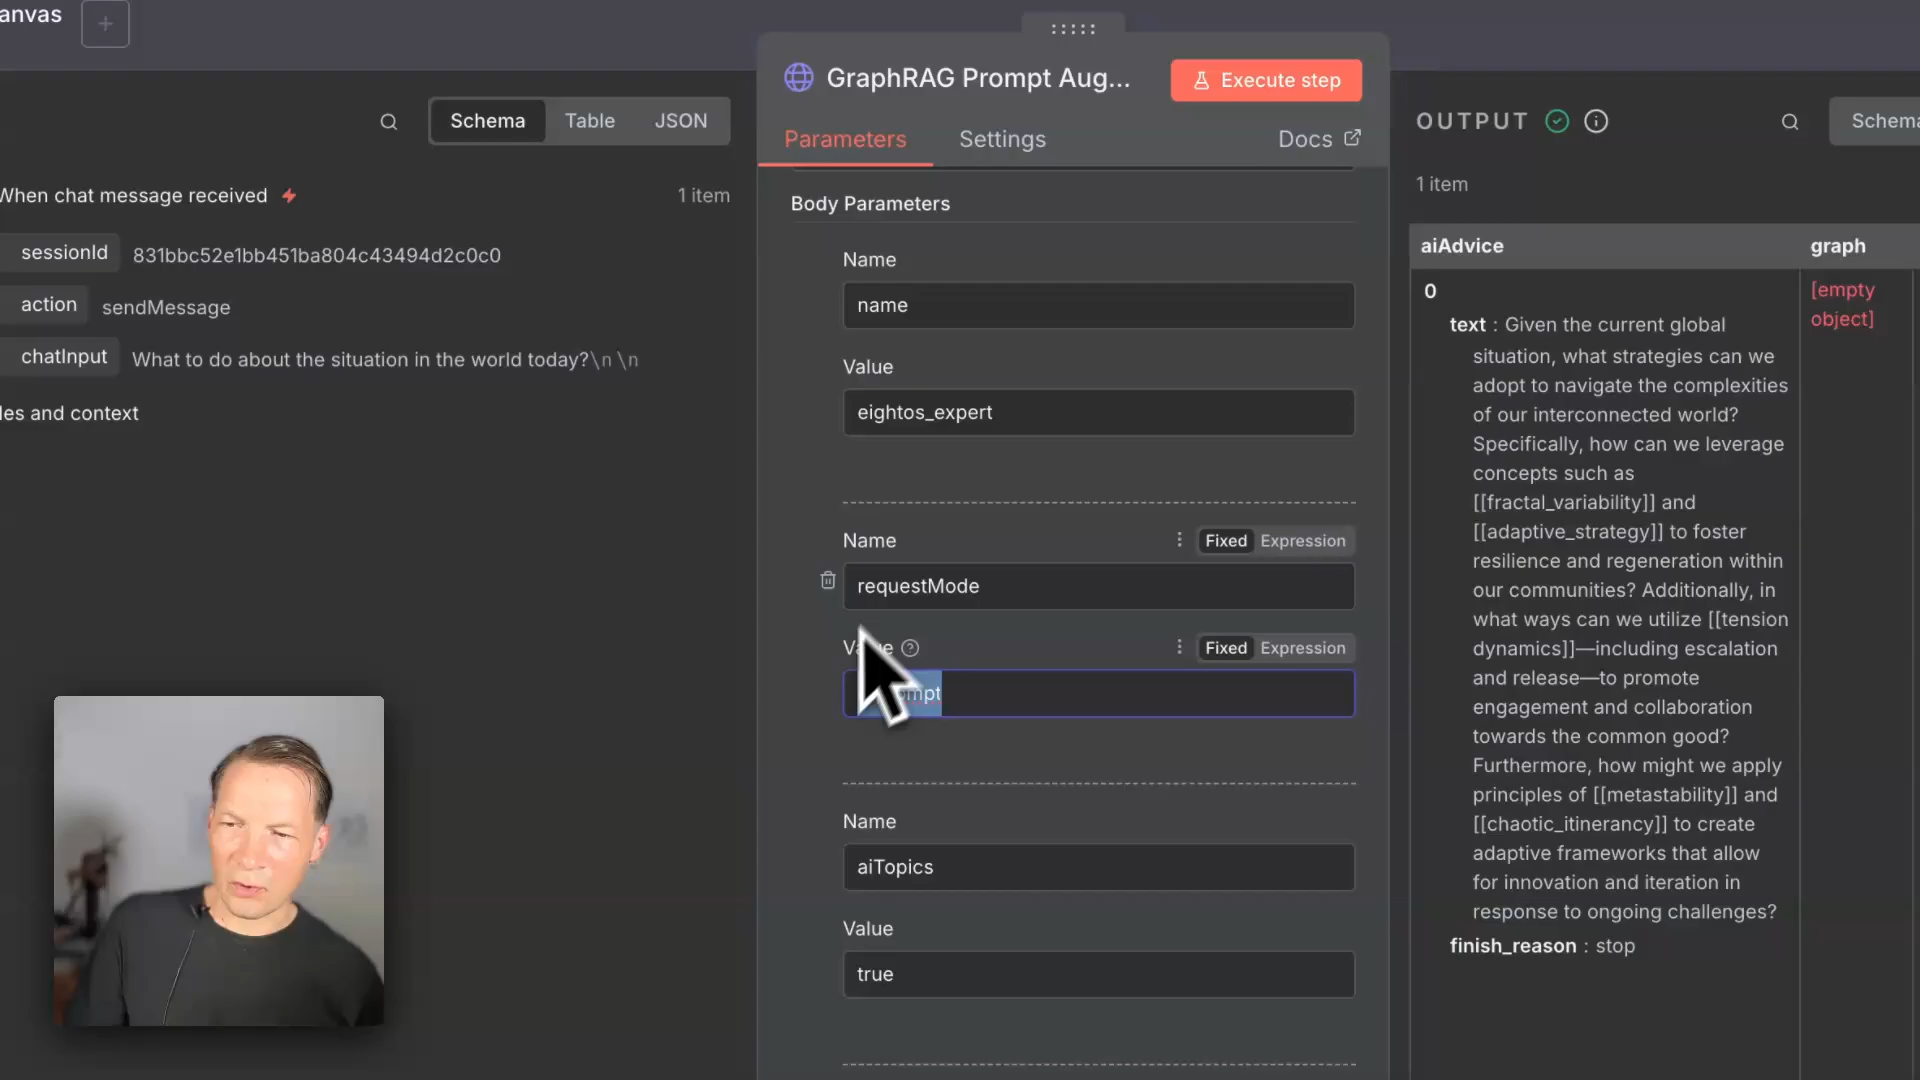 anvas
+
GraphRAG Prompt Aug...
Execute step
Schema
Table
JSON
Parameters
Settings
Docs
OUTPUT
Schema
When chat message received
1 item
1 item
Body Parameters
sessionId
831bbc52e1bb451ba804c43494d2c0c0
action
sendMessage
chatInput
What to do about the situation in the world today?\n \n
les and context
Name
name
Value
eightos_expert
Name
Fixed
Expression
requestMode
Fixed
Expression
Name
aiTopics
Value
true
aiAdvice
graph
0
[empty
object]
text : Given the current global
situation, what strategies can we
adopt to navigate the complexities
of our interconnected world?
Specifically, how can we leverage
concepts such as
[[fractal_variability]] and
[[adaptive_strategy]] to foster
resilience and regeneration within
our communities? Additionally, in
what ways can we utilize [[tension
dynamics]]—including escalation
and release—to promote
engagement and collaboration
towards the common good?
Furthermore, how might we apply
principles of [[metastability]] and
[[chaotic_itinerancy]] to create
adaptive frameworks that allow
for innovation and iteration in
response to ongoing challenges?
finish_reason : stop